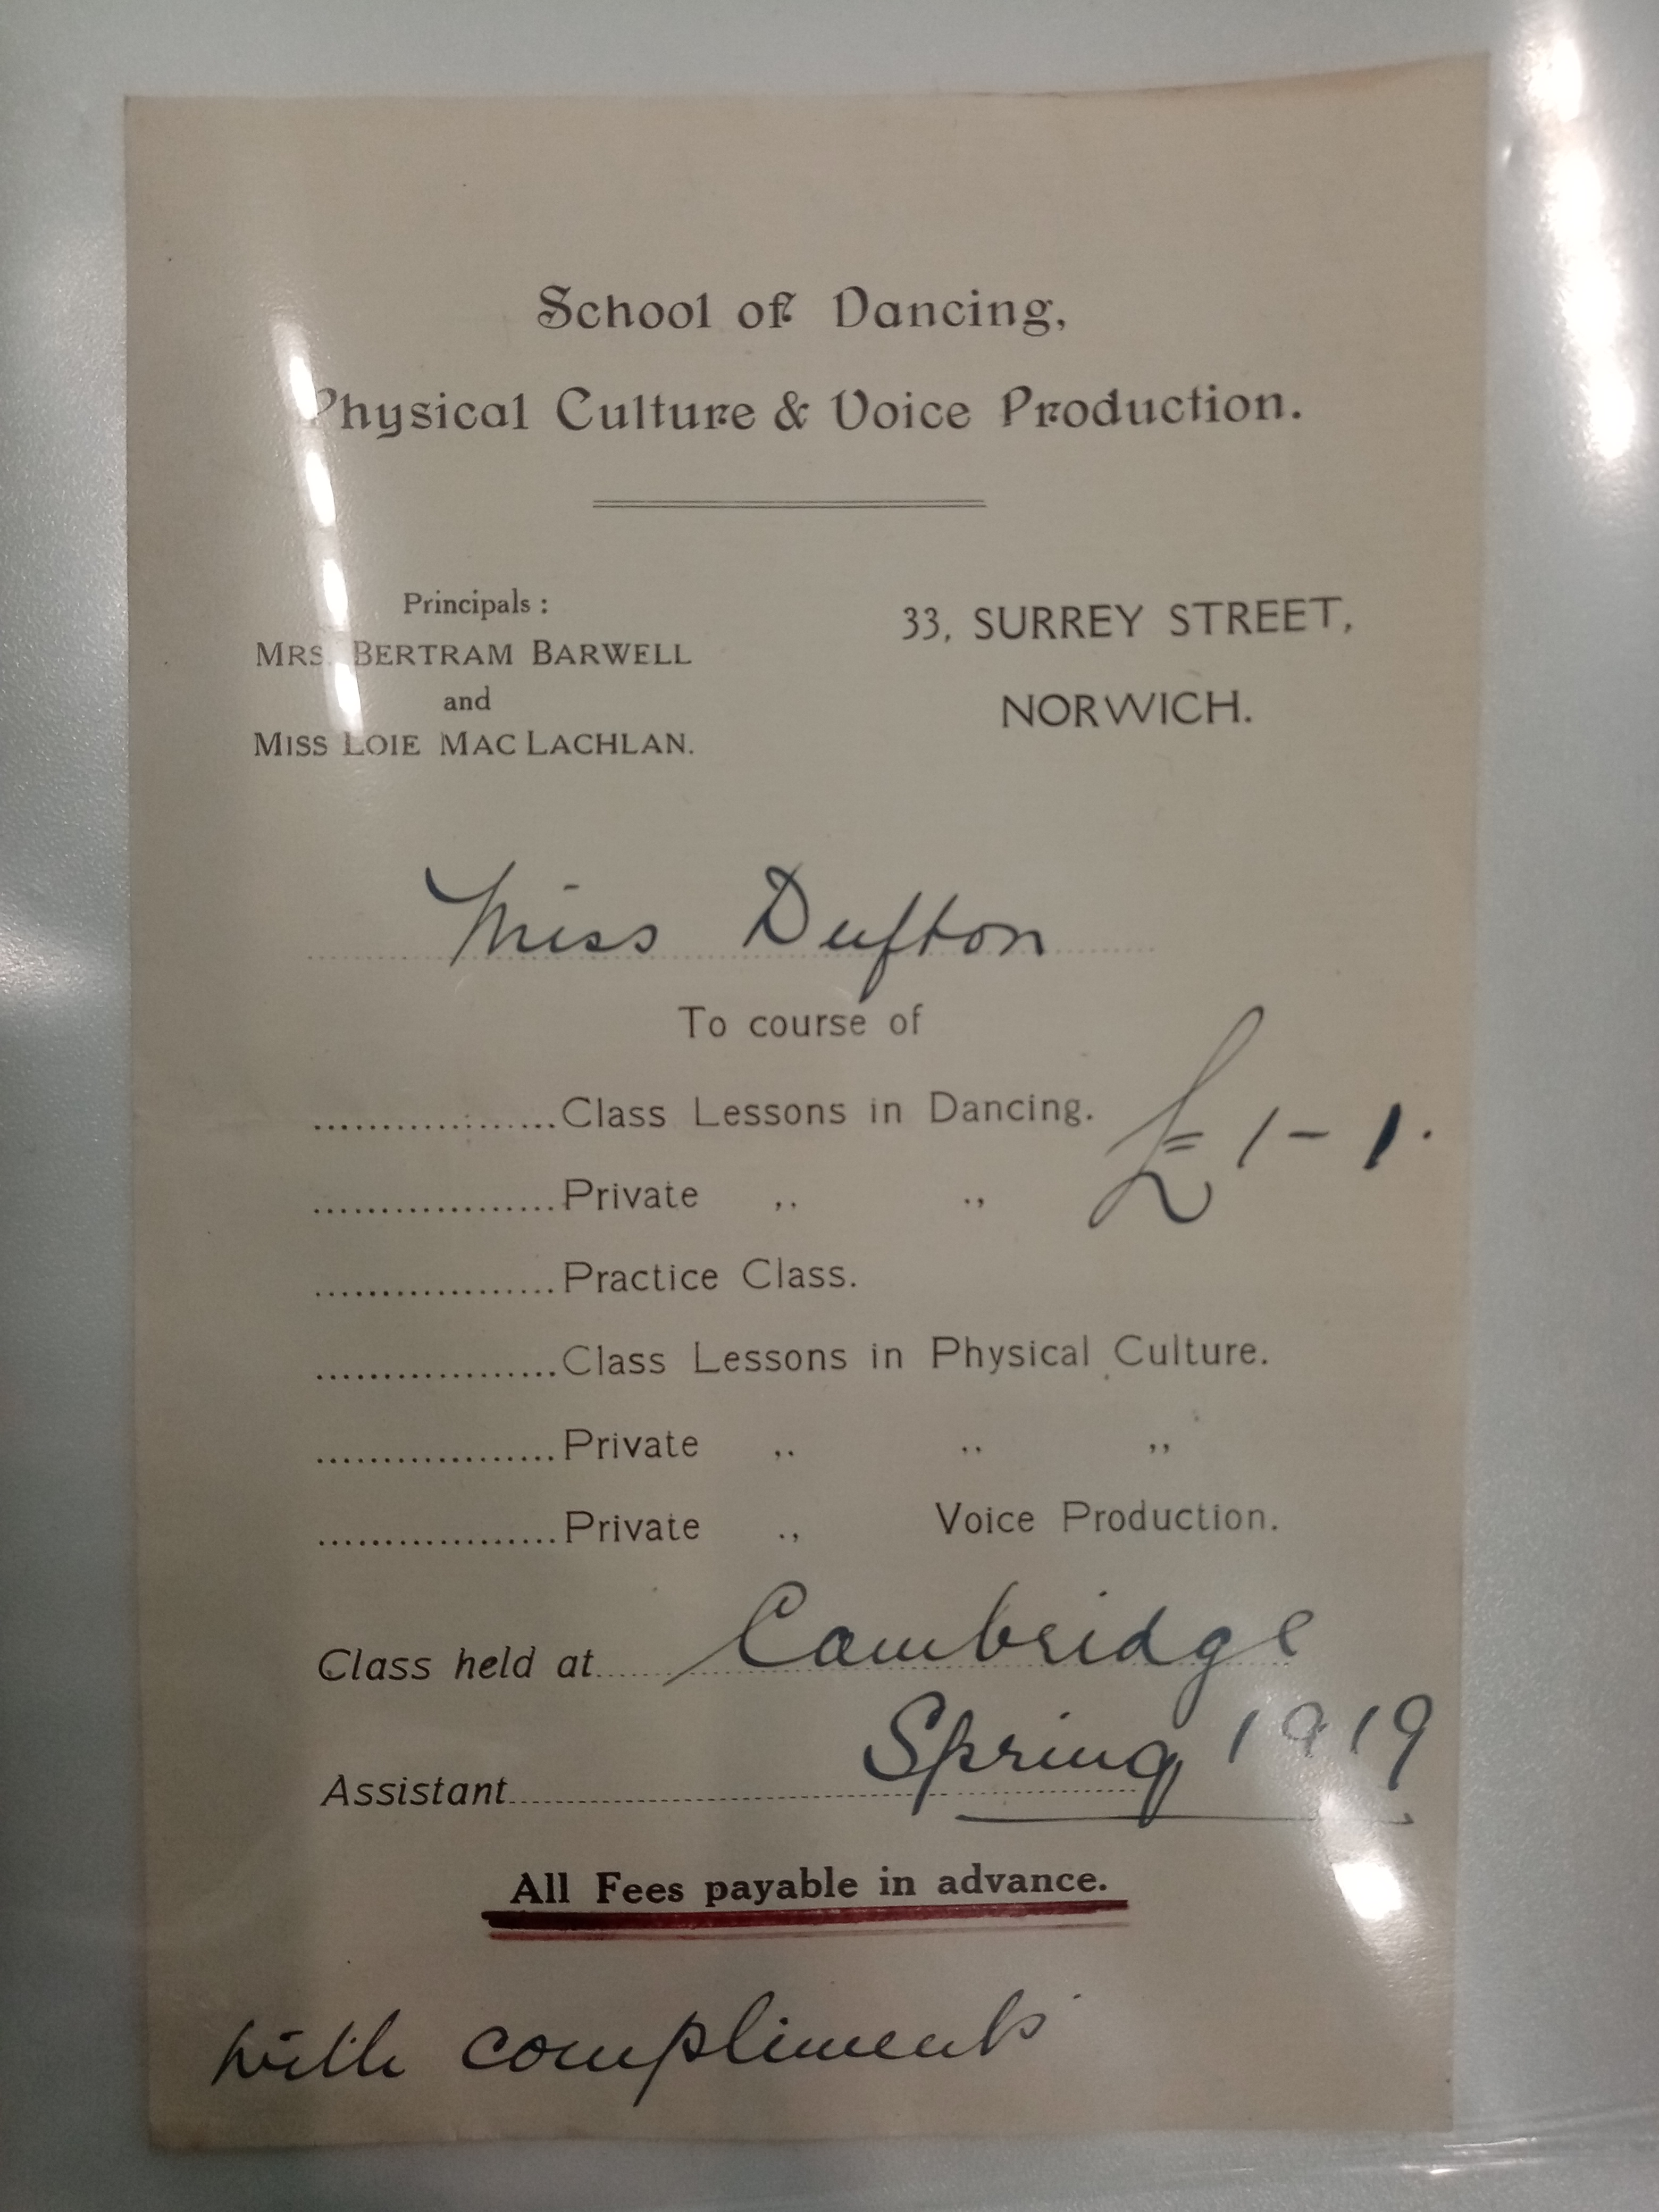 School of Dancing,
Physical Culture & Voice Production.
Principals :
MRS. BERTRAM BARWELL
and
MISS LOIE MAC LACHLAN.
33, SURREY STREET,
NORWICH.
Miss Dufton
To course of
...................Class Lessons in Dancing.
£1-1.
...................Private ,, ,,
...................Practice Class.
...................Class Lessons in Physical Culture.
...................Private ,, ,, ,,
...................Private ,, Voice Production.
Class held at Cambridge
Spring 1919
Assistant
All Fees payable in advance.
with compliments